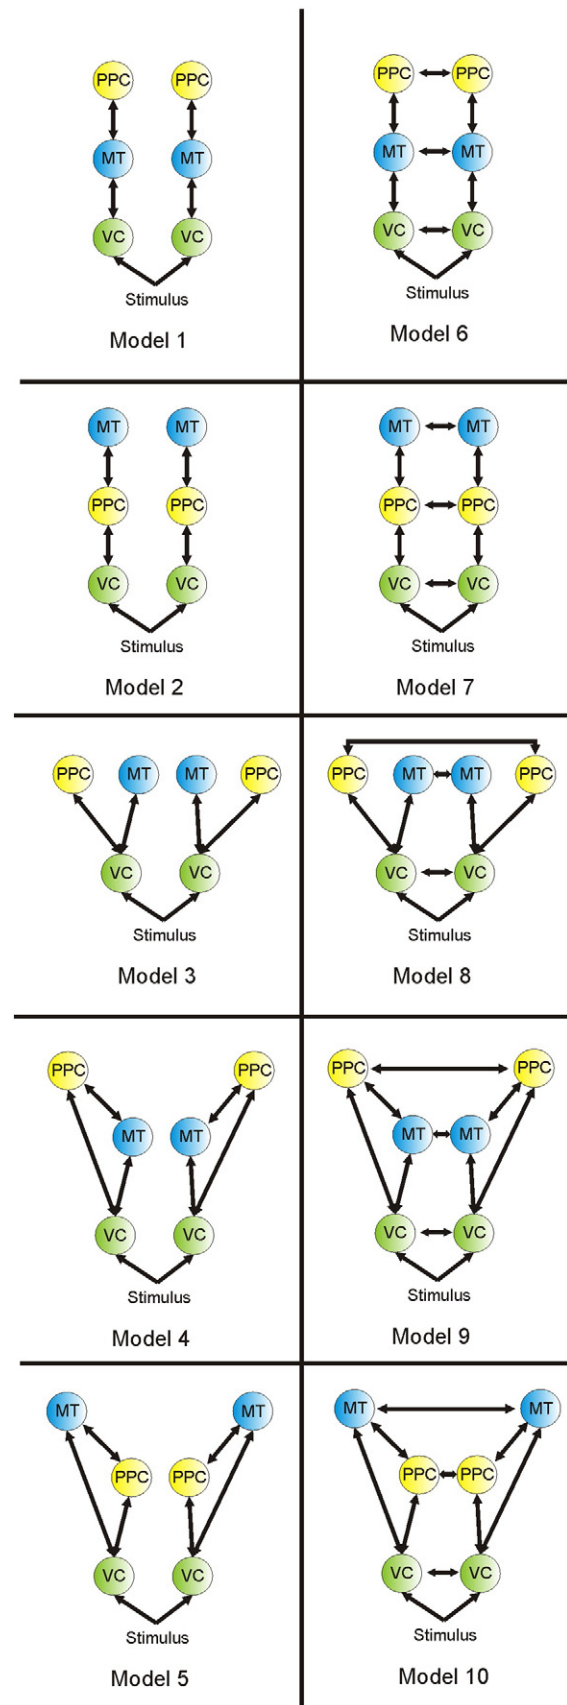 PPC PPC
MT MT
VC VC
Stimulus
Model 1
PPC PPC
MT MT
VC VC
Stimulus
Model 6
MT MT
PPC PPC
VC VC
Stimulus
Model 2
MT MT
PPC PPC
VC VC
Stimulus
Model 7
PPC MT MT PPC
VC VC
Stimulus
Model 3
PPC MT MT PPC
VC VC
Stimulus
Model 8
PPC PPC
MT MT
VC VC
Stimulus
Model 4
PPC PPC
MT MT
VC VC
Stimulus
Model 9
MT MT
PPC PPC
VC VC
Stimulus
Model 5
MT MT
PPC PPC
VC VC
Stimulus
Model 10